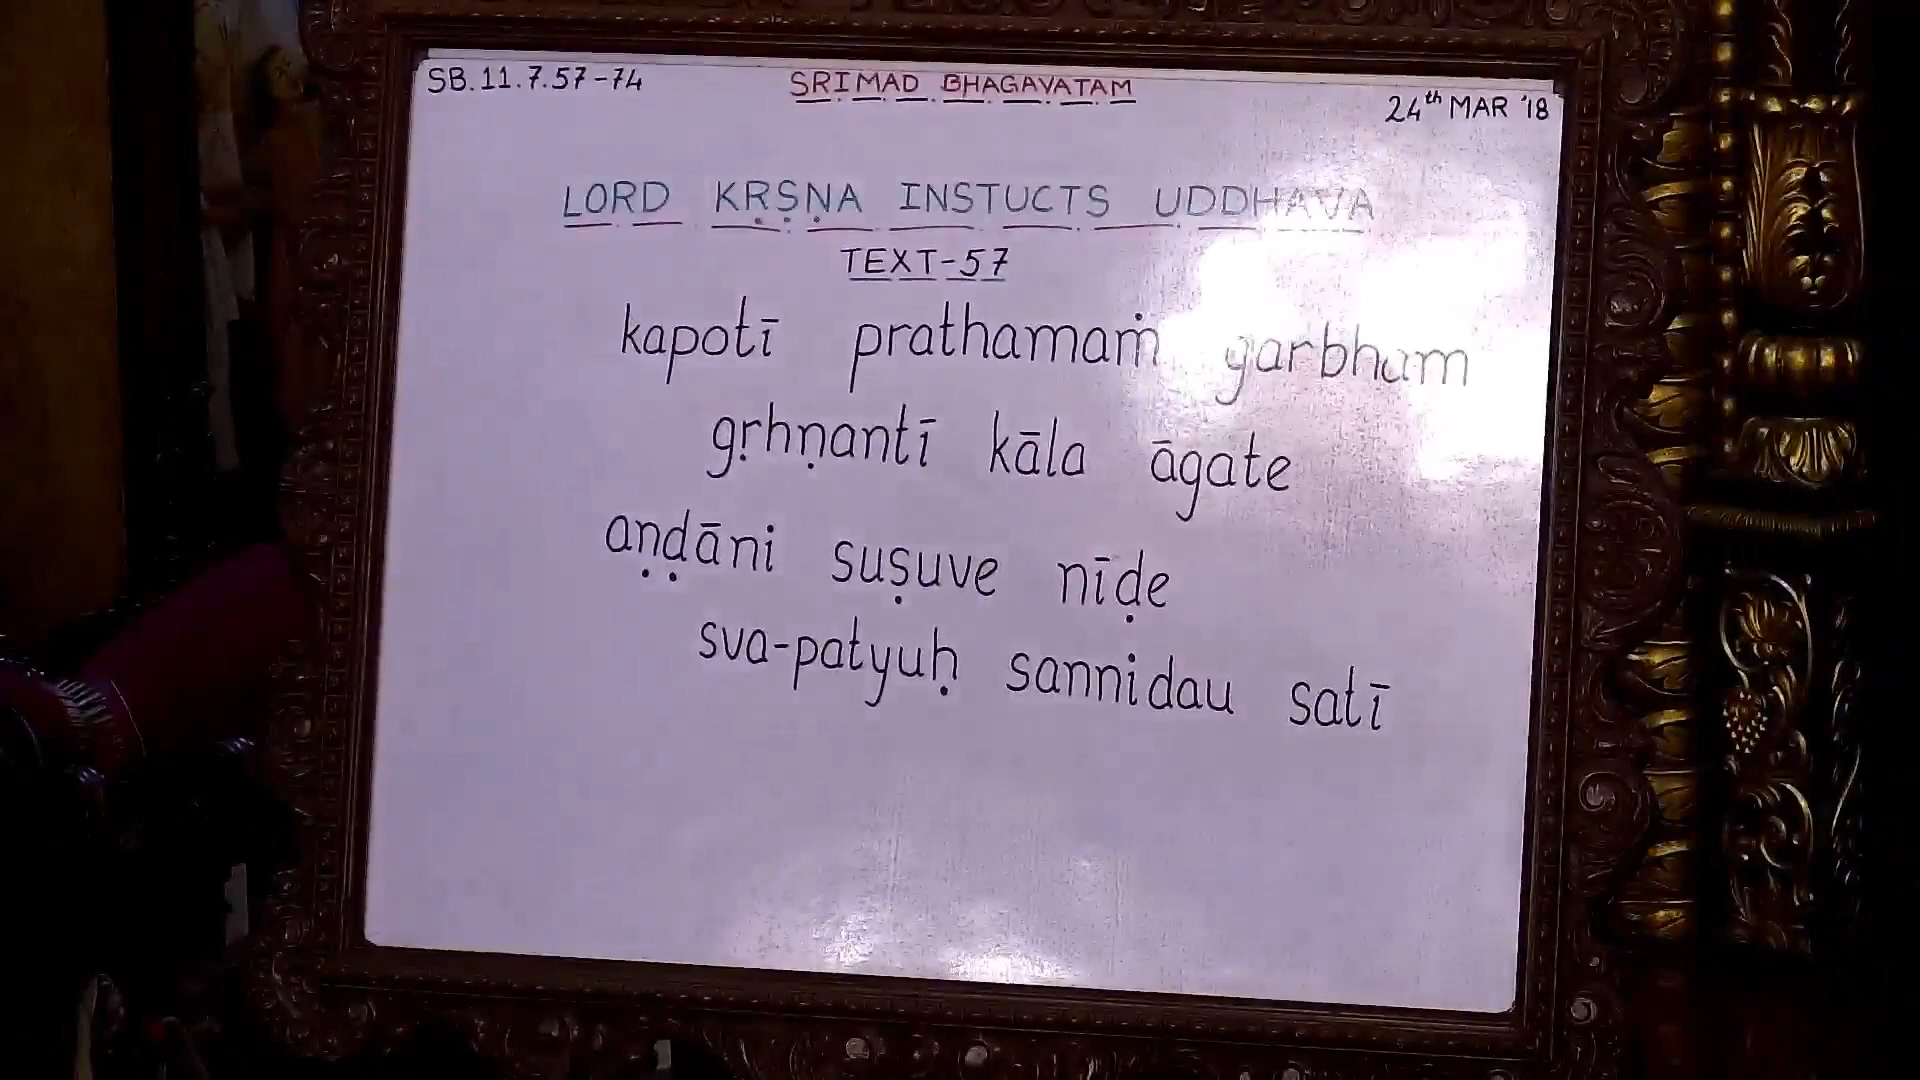 SB.11.7.57-74
SRIMAD BHAGAVATAM
24th MAR '18
LORD KṚṢṆA INSTUCTS UDDHAVA
TEXT-57
kapotī prathamaṁ garbham
gṛhṇantī kāla āgate
aṇḍāni suṣuve nīḍe
sva-patyuḥ sannidau satī